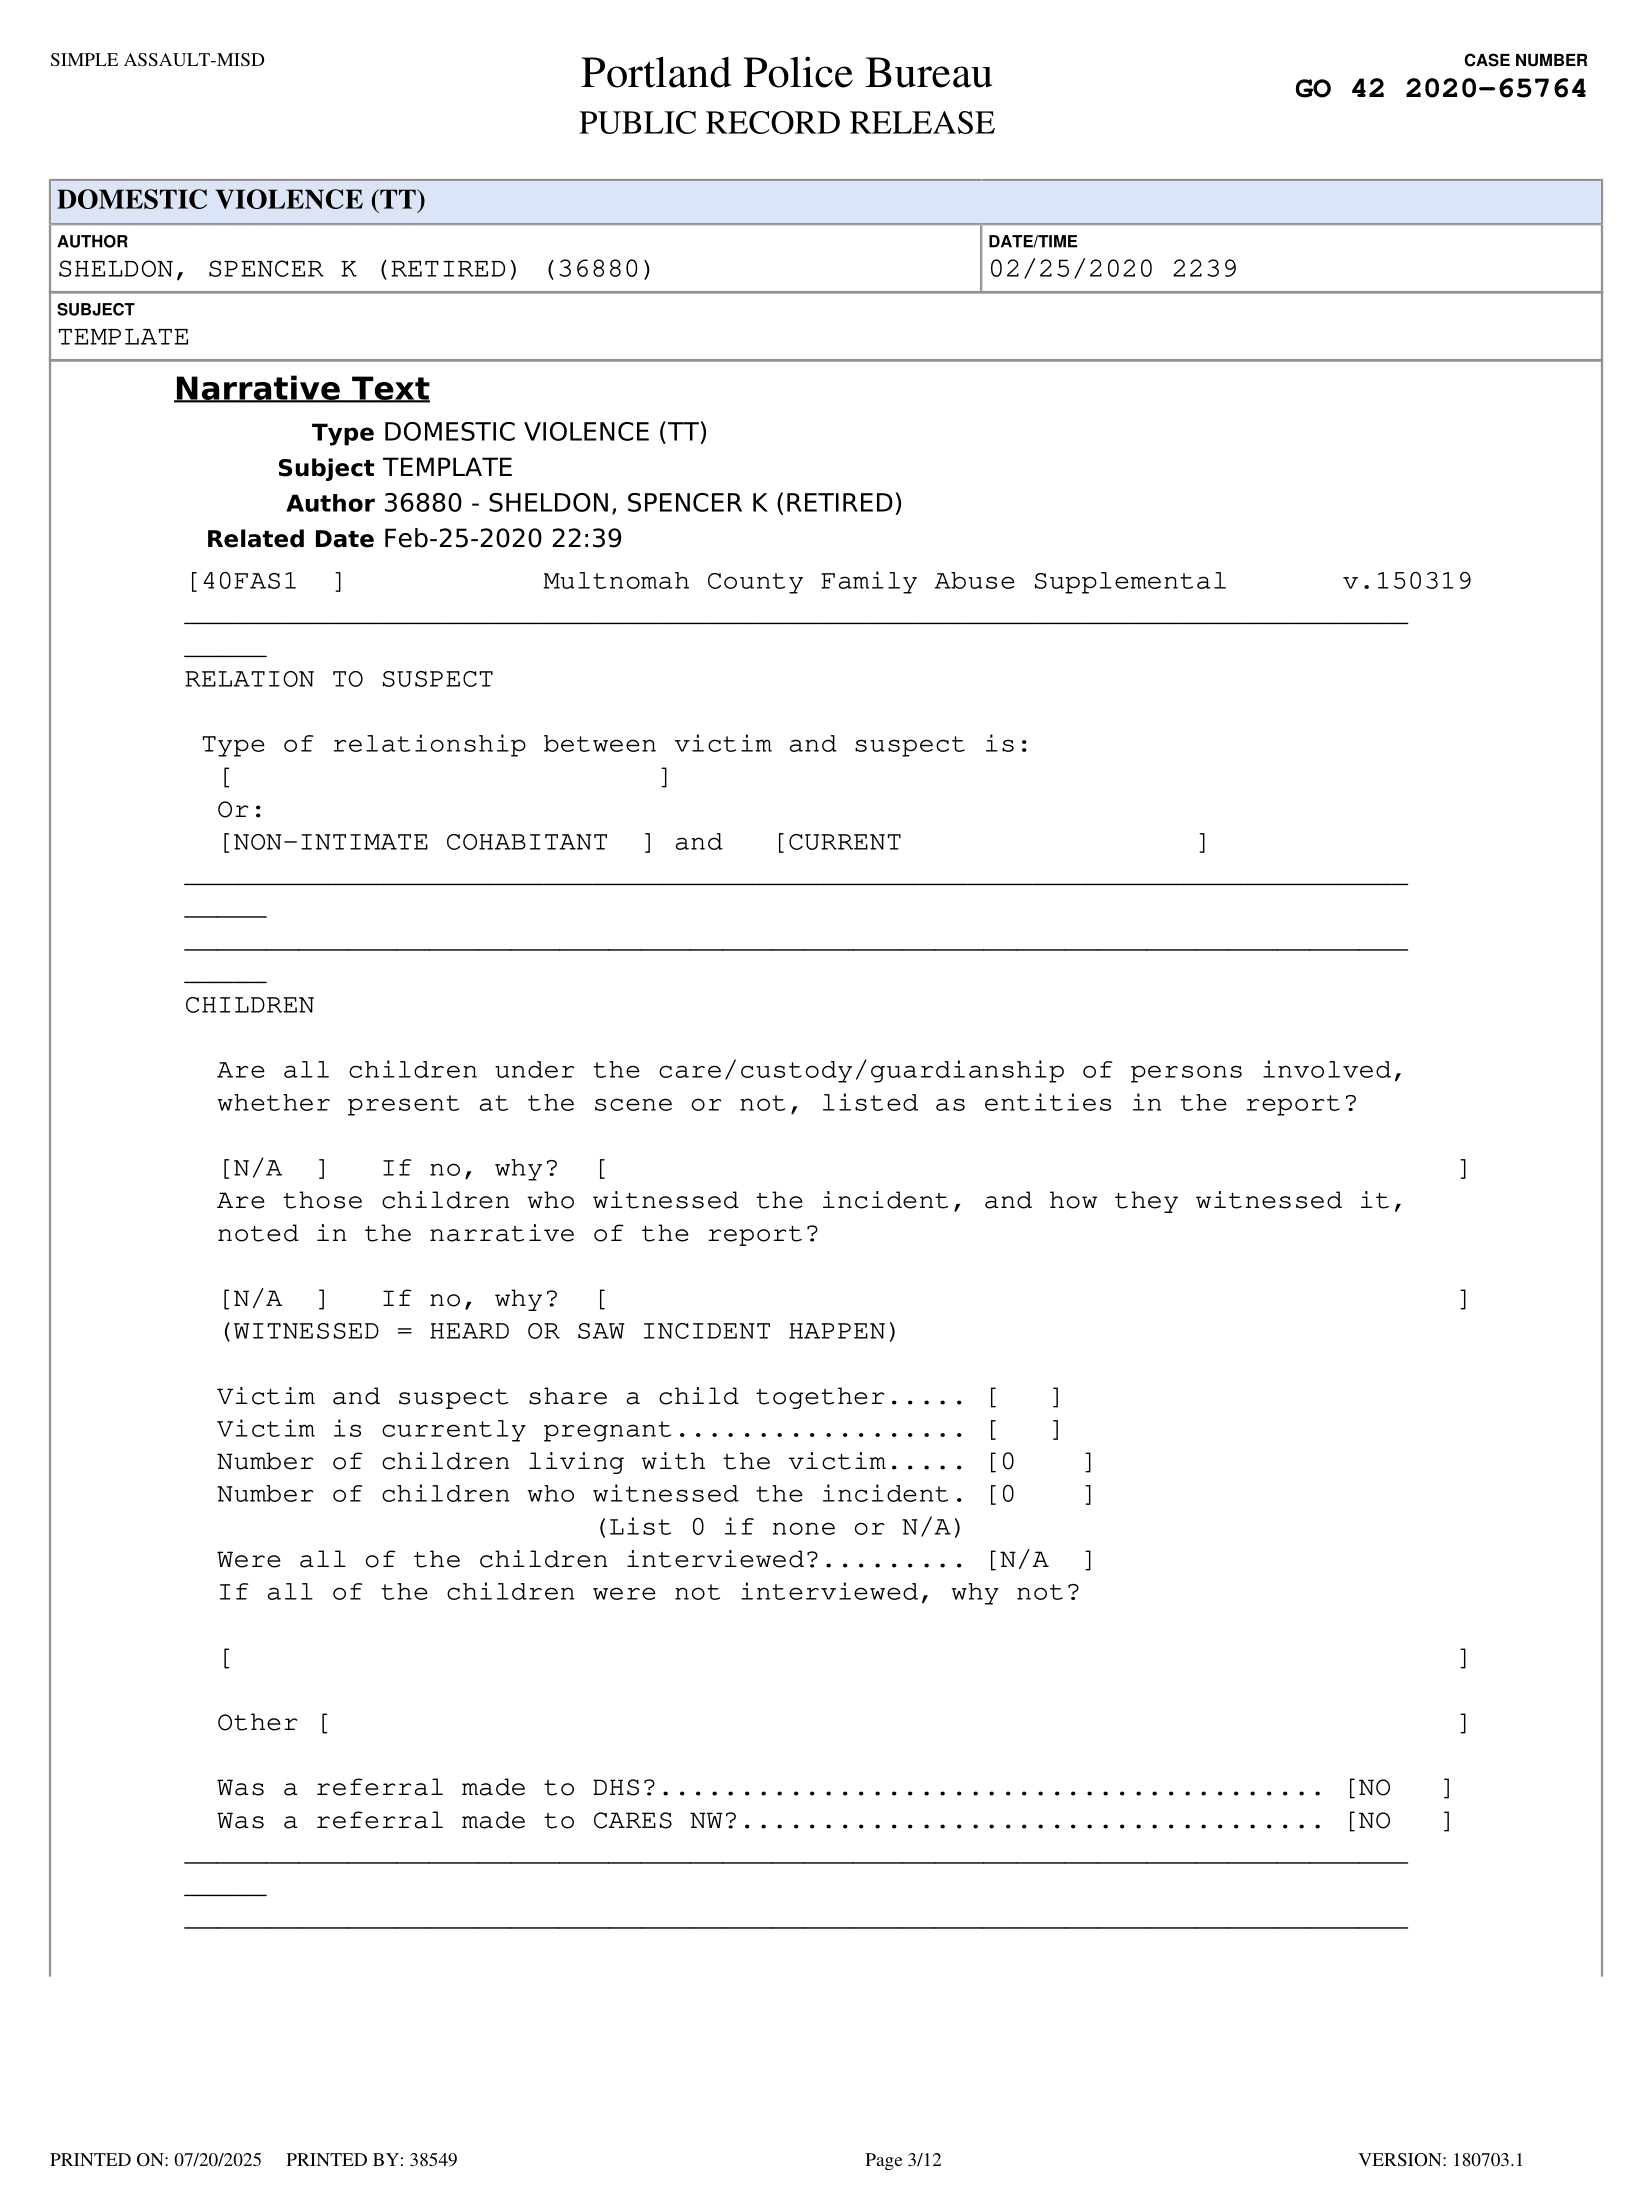 SIMPLE ASSAULT-MISD
Portland Police Bureau
PUBLIC RECORD RELEASE
CASE NUMBER
GO 42 2020-65764
DOMESTIC VIOLENCE (TT)
AUTHOR
SHELDON, SPENCER K (RETIRED) (36880)
DATE/TIME
02/25/2020 2239
SUBJECT
TEMPLATE
Narrative Text
Type DOMESTIC VIOLENCE (TT)
Subject TEMPLATE
Author 36880 - SHELDON, SPENCER K (RETIRED)
Related Date Feb-25-2020 22:39
[40FAS1  ]            Multnomah County Family Abuse Supplemental       v.150319
___________________________________________________________________________
_____
RELATION TO SUSPECT
Type of relationship between victim and suspect is:
[                          ]
Or:
[NON-INTIMATE COHABITANT  ] and   [CURRENT                  ]
___________________________________________________________________________
_____
___________________________________________________________________________
_____
CHILDREN
Are all children under the care/custody/guardianship of persons involved,
whether present at the scene or not, listed as entities in the report?
[N/A  ]   If no, why?  [                                                    ]
Are those children who witnessed the incident, and how they witnessed it,
noted in the narrative of the report?
[N/A  ]   If no, why?  [                                                    ]
(WITNESSED = HEARD OR SAW INCIDENT HAPPEN)
Victim and suspect share a child together..... [   ]
Victim is currently pregnant.................. [   ]
Number of children living with the victim..... [0    ]
Number of children who witnessed the incident. [0    ]
(List 0 if none or N/A)
Were all of the children interviewed?......... [N/A  ]
If all of the children were not interviewed, why not?
[                                                                           ]
Other [                                                                     ]
Was a referral made to DHS?......................................... [NO   ]
Was a referral made to CARES NW?.................................... [NO   ]
___________________________________________________________________________
_____
___________________________________________________________________________
PRINTED ON: 07/20/2025     PRINTED BY: 38549
Page 3/12
VERSION: 180703.1